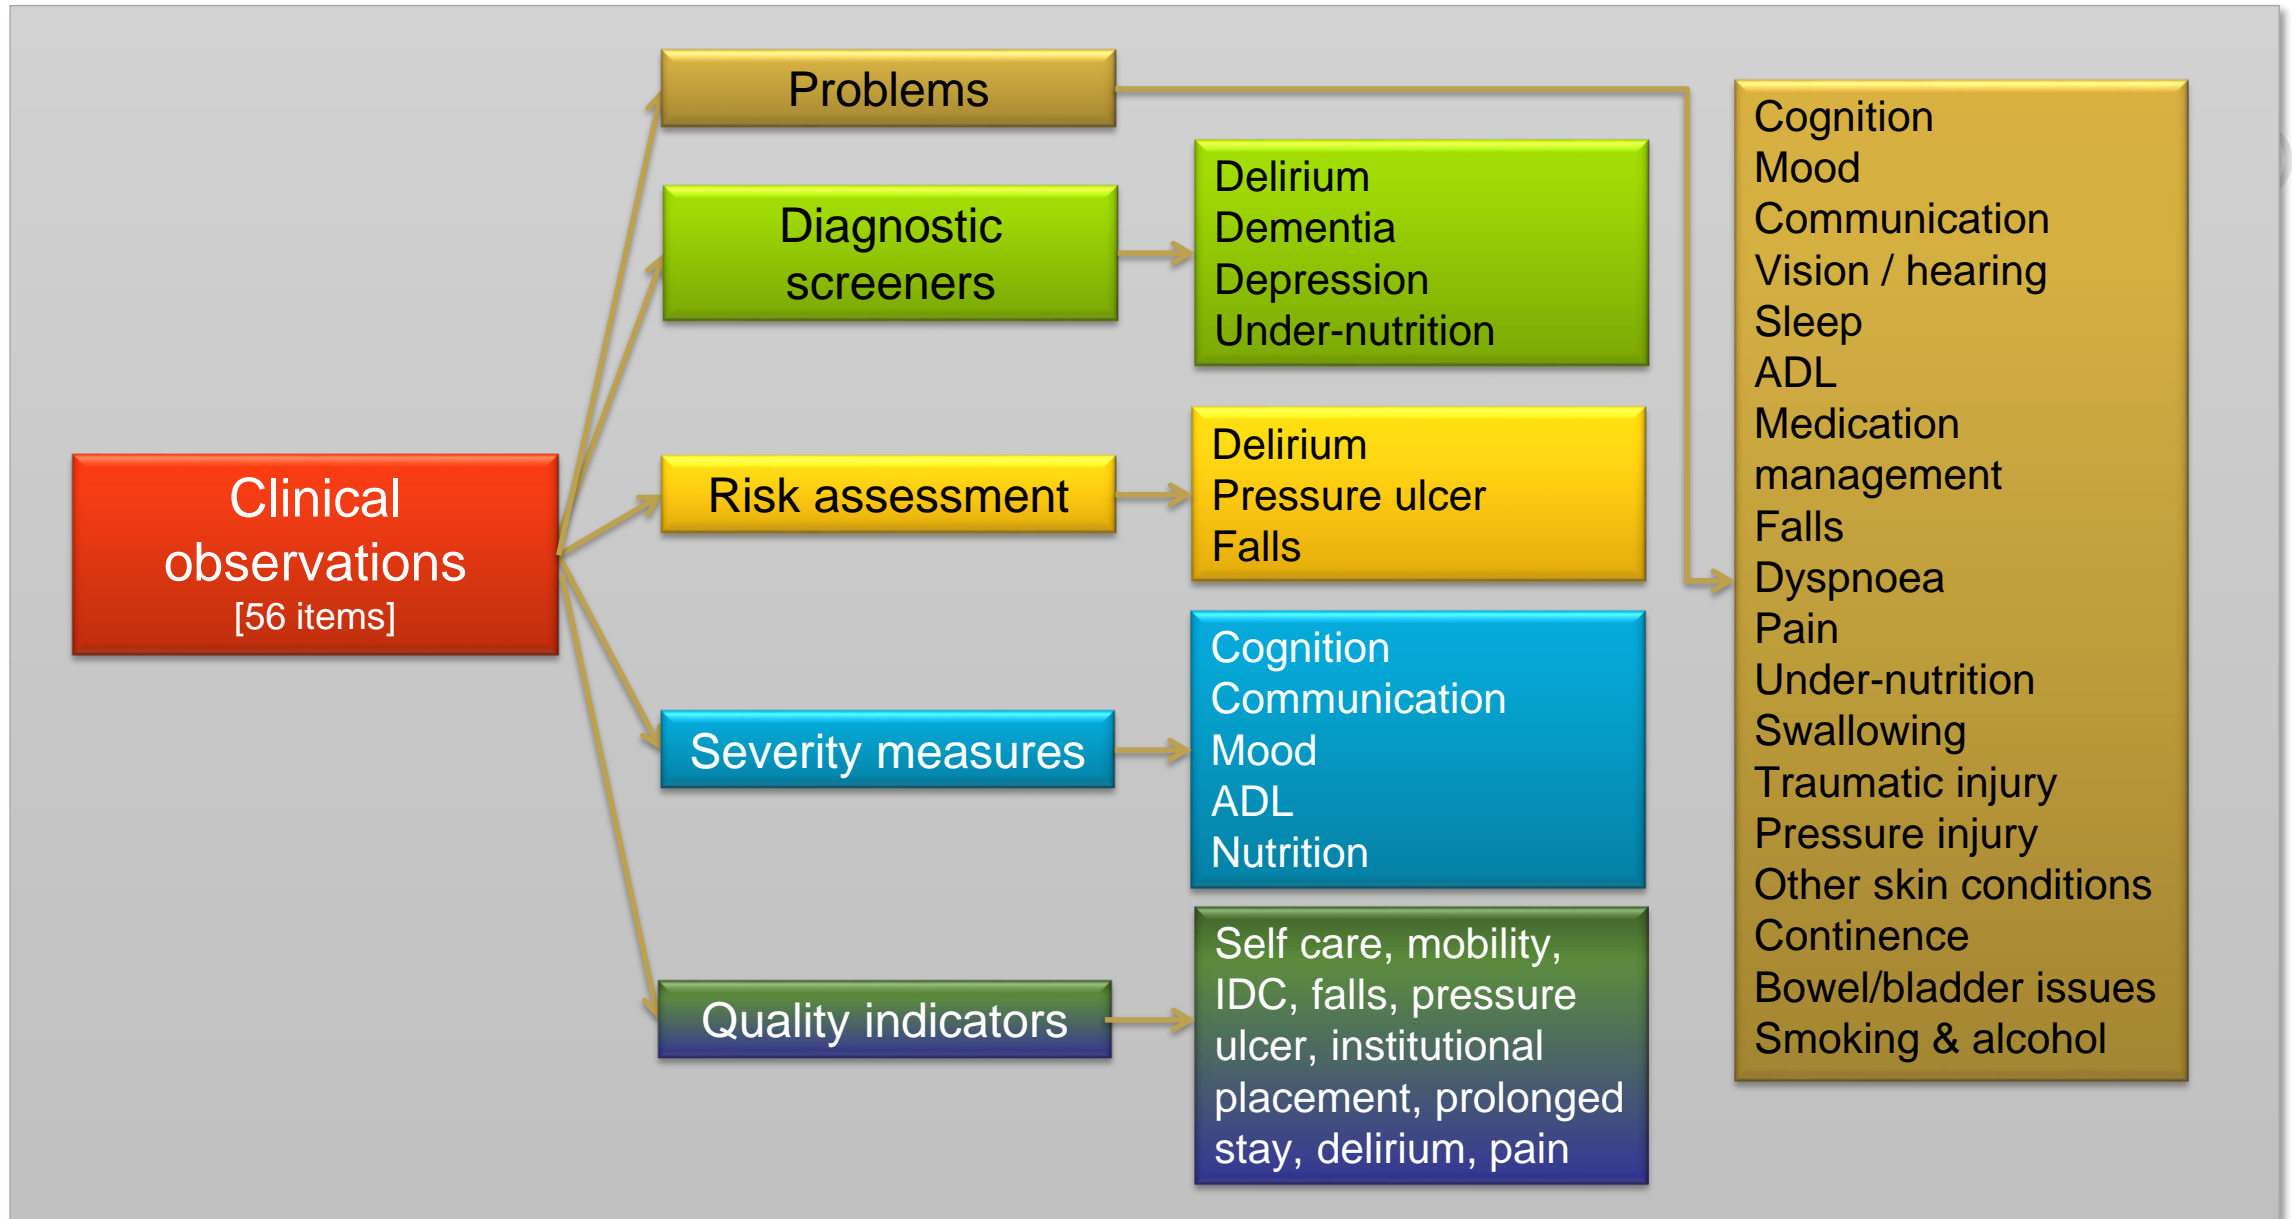 Clinical
observations
[56 items]
Problems
Diagnostic
screeners
Risk assessment
Severity measures
Quality indicators
Delirium
Dementia
Depression
Under-nutrition
Delirium
Pressure ulcer
Falls
Cognition
Communication
Mood
ADL
Nutrition
Self care, mobility,
IDC, falls, pressure
ulcer, institutional
placement, prolonged
stay, delirium, pain
Cognition
Mood
Communication
Vision / hearing
Sleep
ADL
Medication
management
Falls
Dyspnoea
Pain
Under-nutrition
Swallowing
Traumatic injury
Pressure injury
Other skin conditions
Continence
Bowel/bladder issues
Smoking & alcohol